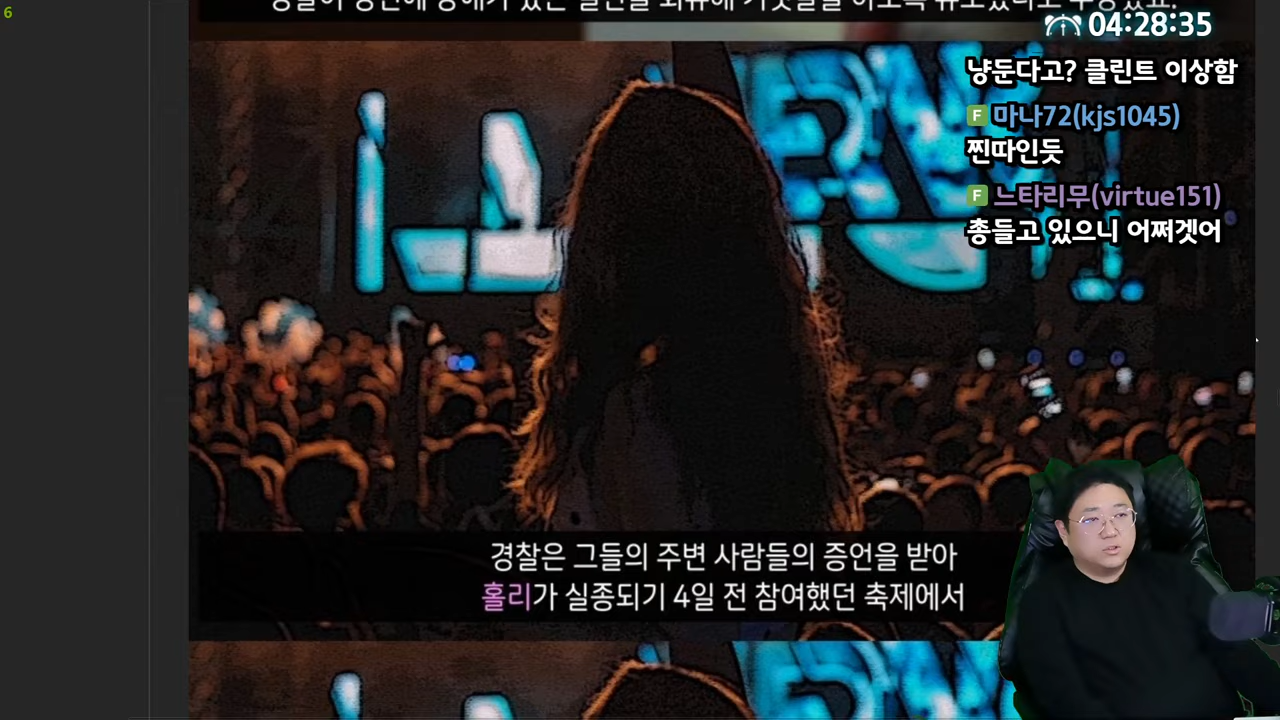 6
04:28:35
냥둔다고? 클린트 이상함
F 마나72(kjs1045)
찐따인듯
F 느타리무(virtue151)
총들고 있으니 어쩌겟어
경찰은 그들의 주변 사람들의 증언을 받아
홀리가 실종되기 4일 전 참여했던 축제에서